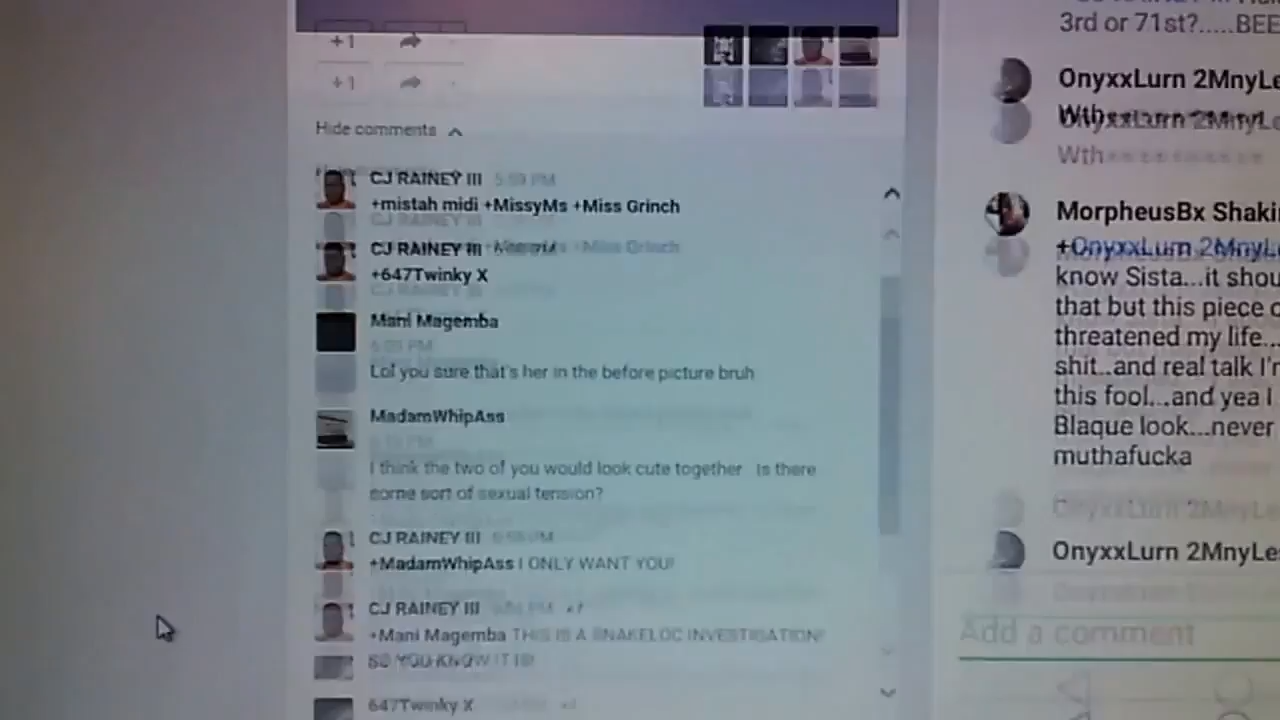 +1
+1
Hide comments
CJ RAINEY III 5:59 PM
+mistah midi +MissyMs +Miss Grinch
CJ RAINEY III
+647Twinky X
Mani Magemba
Lol you sure that's her in the before picture bruh
MadamWhipAss
I think the two of you would look cute together Is there
some sort of sexual tension?
CJ RAINEY III
+MadamWhipAss I ONLY WANT YOU!
CJ RAINEY III
+Mani Magemba THIS IS A SNAKELOC INVESTIGATION!
SO YOU KNOW IT IS!
647Twinky X
3rd or 71st?.....BEE
OnyxxLurn 2MnyLe
Wth
MorpheusBx Shaki
+OnyxxLurn 2MnyL
know Sista...it shou
that but this piece
threatened my life...
shit..and real talk I'
this fool...and yea I
Blaque look...never
muthafucka
OnyxxLurn 2MnyLe
Add a comment